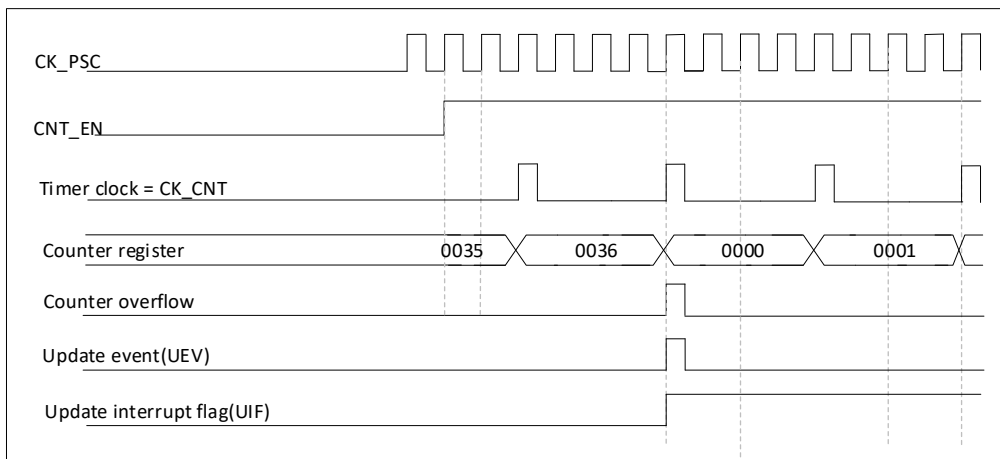 CK_PSC
CNT_EN
Timer clock = CK_CNT
Counter register 0035 0036 0000 0001
Counter overflow
Update event(UEV)
Update interrupt flag(UIF)